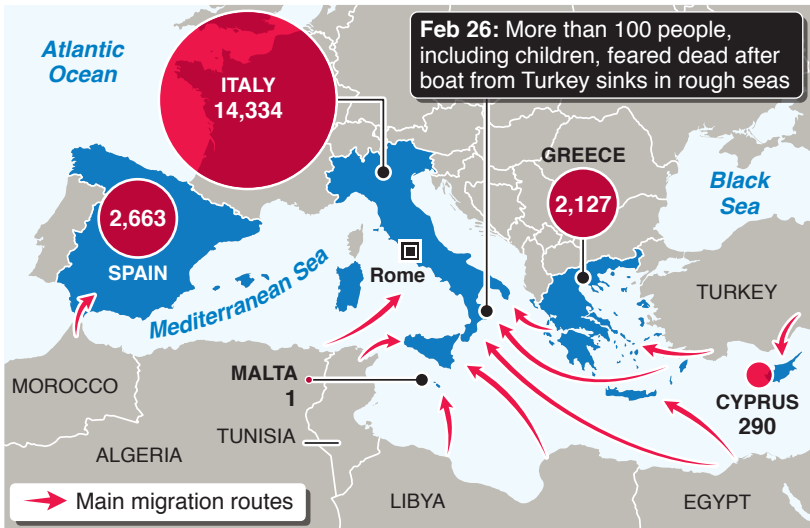 Atlantic
Ocean
ITALY
14,334
Feb 26: More than 100 people,
including children, feared dead after
boat from Turkey sinks in rough seas
GREECE
2,127
Black
Sea
2,663
SPAIN
Rome
Mediterranean Sea
TURKEY
MOROCCO
MALTA
1
CYPRUS
290
TUNISIA
ALGERIA
LIBYA
EGYPT
Main migration routes